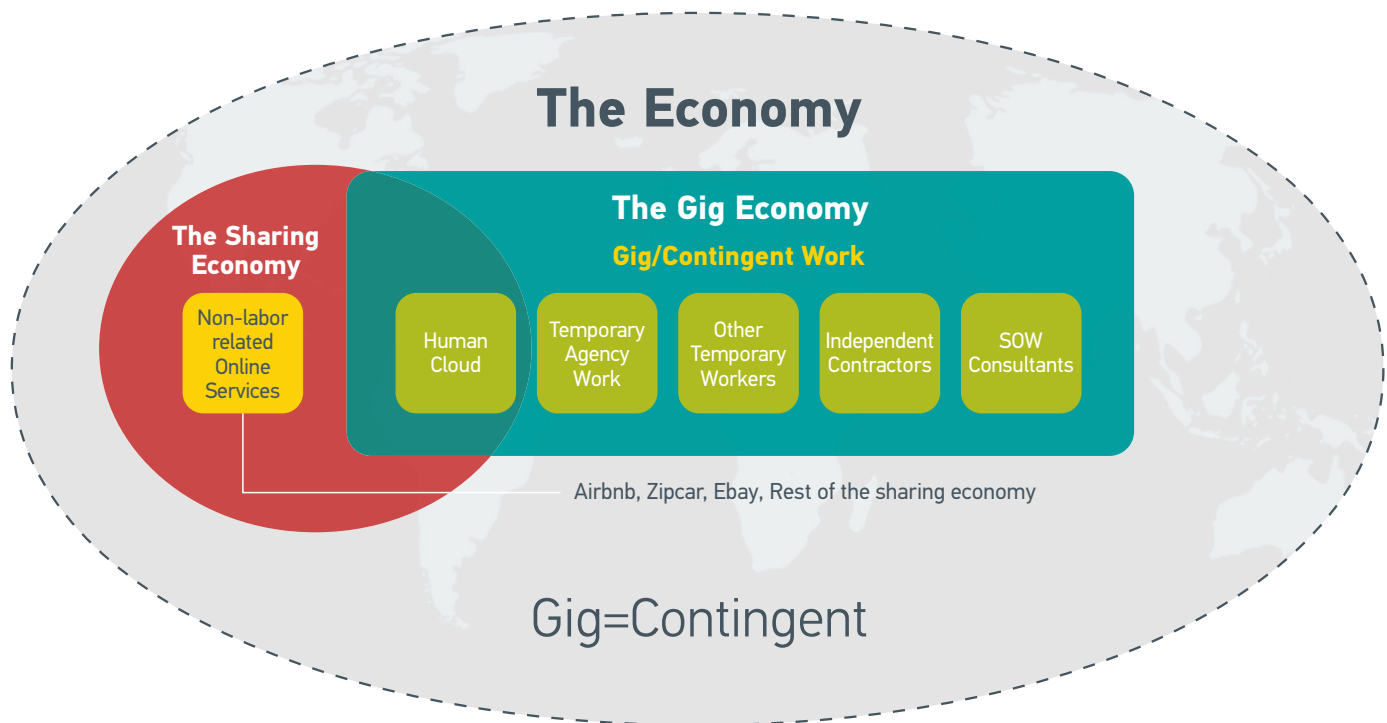 The Economy
The Sharing
Economy
Non-labor
related
Online
Services
The Gig Economy
Gig/Contingent Work
Human
Cloud
Temporary
Agency
Work
Other
Temporary
Workers
Independent
Contractors
SOW
Consultants
Airbnb, Zipcar, Ebay, Rest of the sharing economy
Gig=Contingent